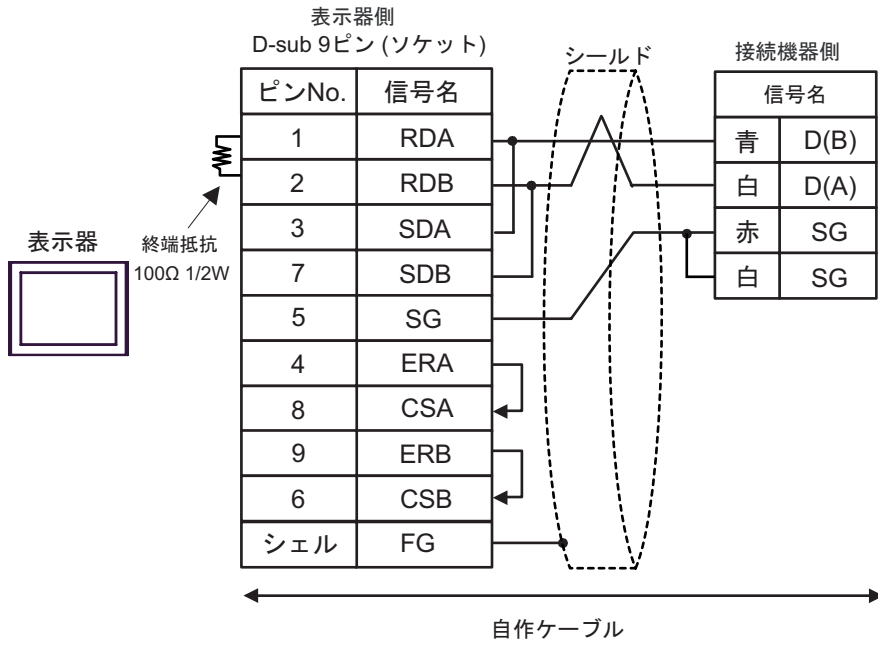 表示器側
D-sub 9ピン (ソケット)
シールド
接続機器側
ピンNo. 信号名
信号名
1 RDA
青 D(B)
2 RDB
白 D(A)
3 SDA
赤 SG
7 SDB
白 SG
5 SG
4 ERA
8 CSA
9 ERB
6 CSB
シェル FG
表示器
終端抵抗
100Ω 1/2W
自作ケーブル